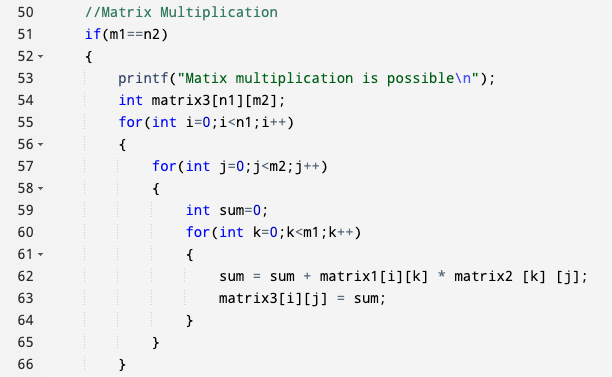 50 //Matrix Multiplication
51 if(m1==n2)
52 {
53 printf("Matix multiplication is possible\n");
54 int matrix3[n1][m2];
55 for(int i=0;i<n1;i++)
56 {
57 for(int j=0;j<m2;j++)
58 {
59 int sum=0;
60 for(int k=0;k<m1;k++)
61 {
62 sum = sum + matrix1[i][k] * matrix2 [k] [j];
63 matrix3[i][j] = sum;
64 }
65 }
66 }